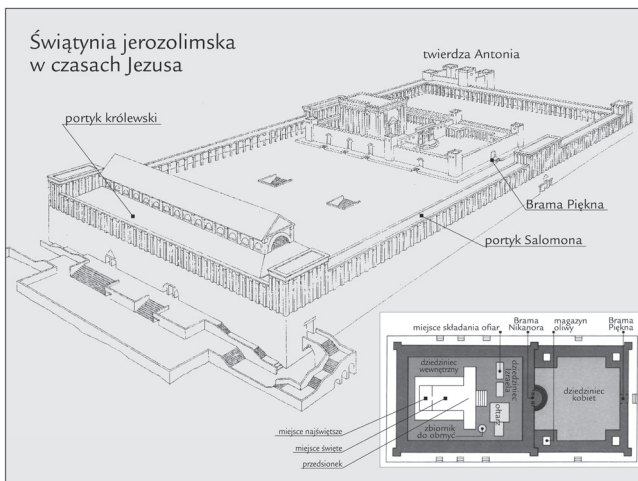 Świątynia jerozolimska
w czasach Jezusa
twierdza Antonia
portyk królewski
Brama Piękna
portyk Salomona
miejsce składania ofiar
Brama
Nikanora
magazyn
oliwy
Brama
Piękna
dziedziniec
wewnętrzny
dziedziniec
Izraela
dziedziniec
kobiet
ołtarz
zbiornik
do obmyć
miejsce najświętsze
miejsce święte
przedsionek